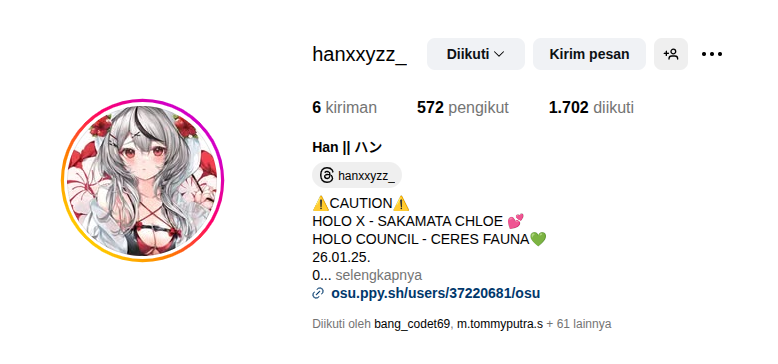 hanxxyzz_ Diikuti Kirim pesan
6 kiriman 572 pengikut 1.702 diikuti
Han || ハン
hanxxyzz_
⚠️CAUTION⚠️
HOLO X - SAKAMATA CHLOE 💕
HOLO COUNCIL - CERES FAUNA💚
26.01.25.
0... selengkapnya
osu.ppy.sh/users/37220681/osu
Diikuti oleh bang_codet69, m.tommyputra.s + 61 lainnya